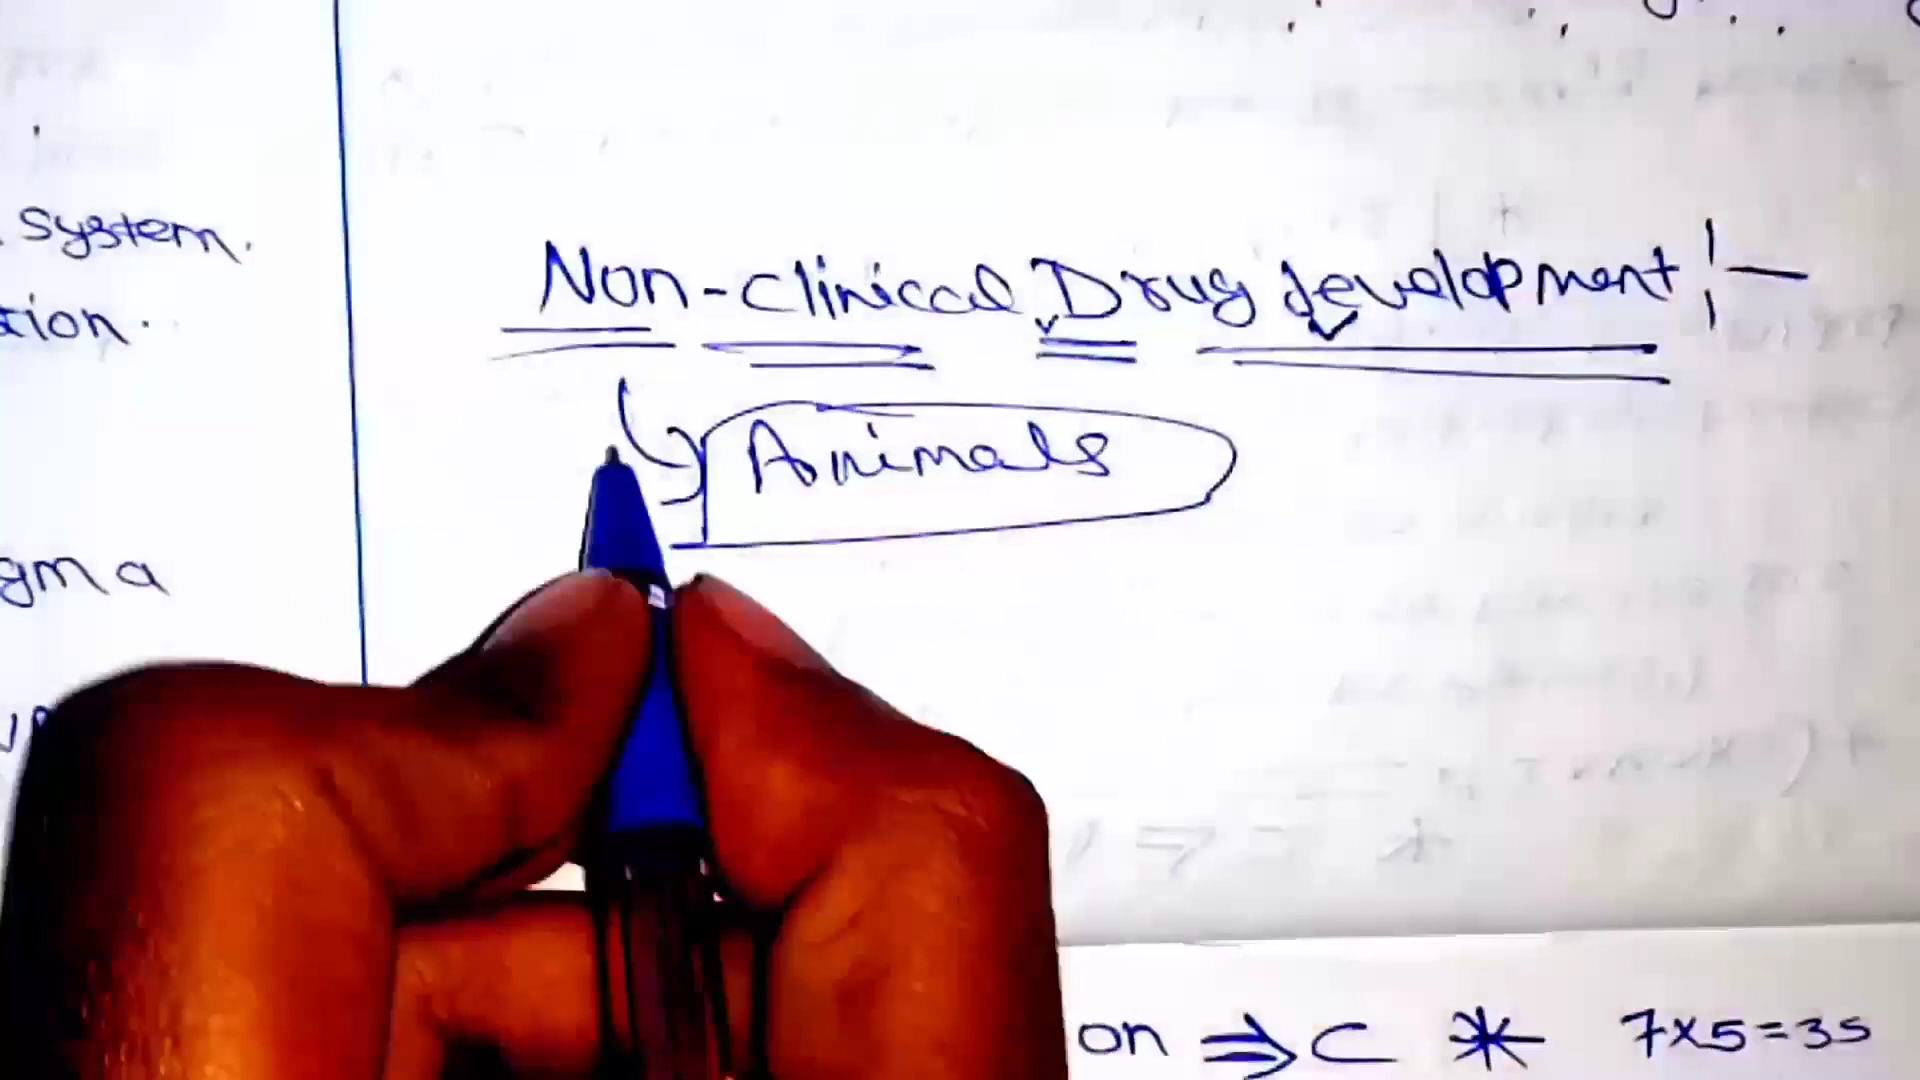 system.
tion.
Non-clinical Drug development :-
Animals
gma
on ⇒ C * 7x5=35